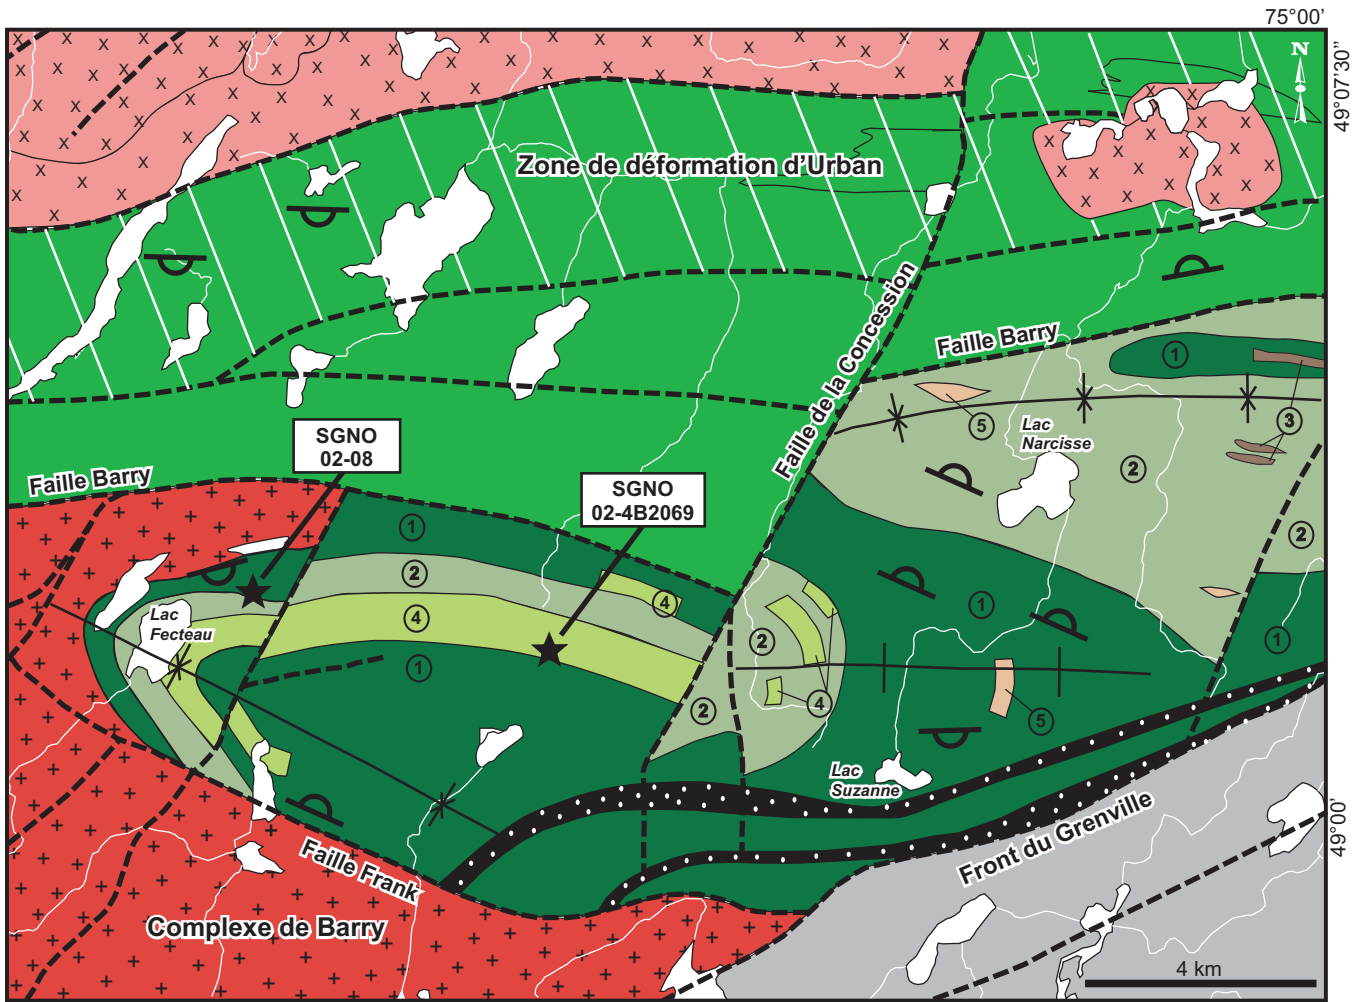 75°00'
N
49°07'30"
Zone de déformation d'Urban
Faille de la Concession
Faille Barry
1
3
5
Lac
Narcisse
2
SGNO
02-08
SGNO
02-4B2069
Faille Barry
1
2
2
4
4
1
Lac
Fecteau
1
2
1
2
4
5
Lac
Suzanne
Faille Frank
Front du Grenville
49°00'
Complexe de Barry
4 km